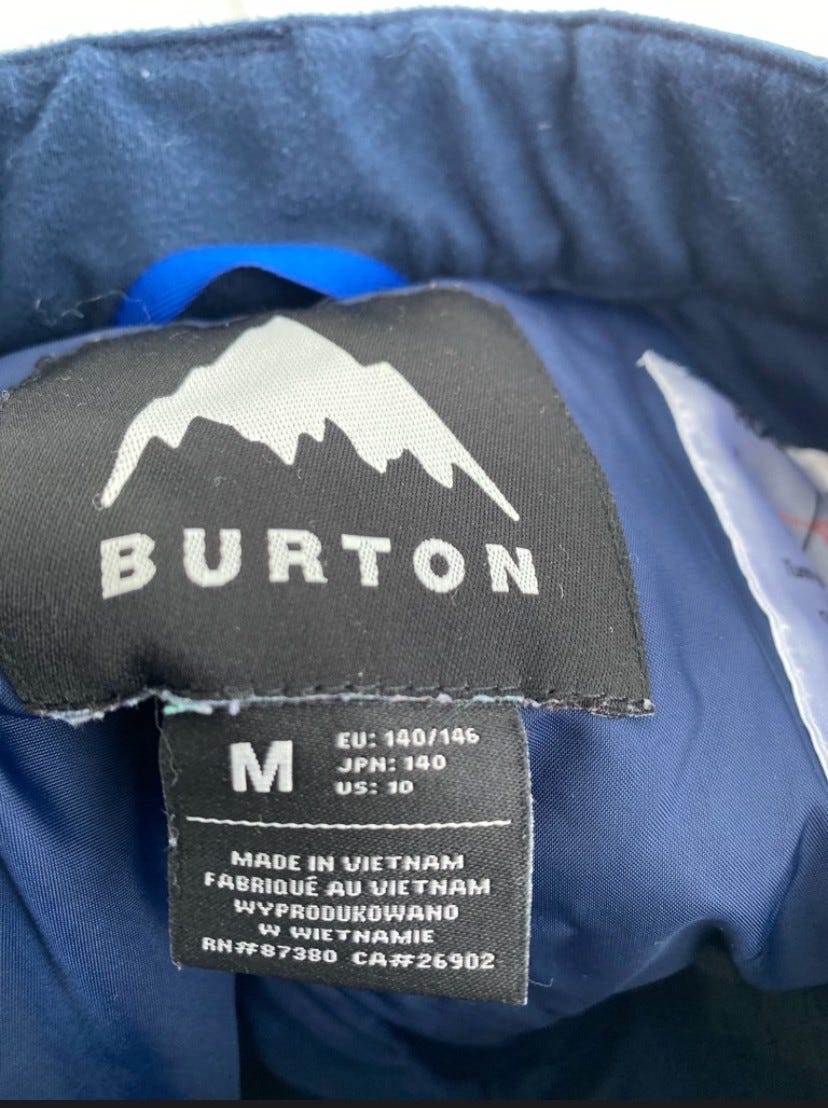 BURTON
M
EU: 140/146
JPN: 140
US: 10
MADE IN VIETNAM
FABRIQUÉ AU VIETNAM
WYPRODUKOWANO
W WIETNAMIE
RN#87380 CA#26902